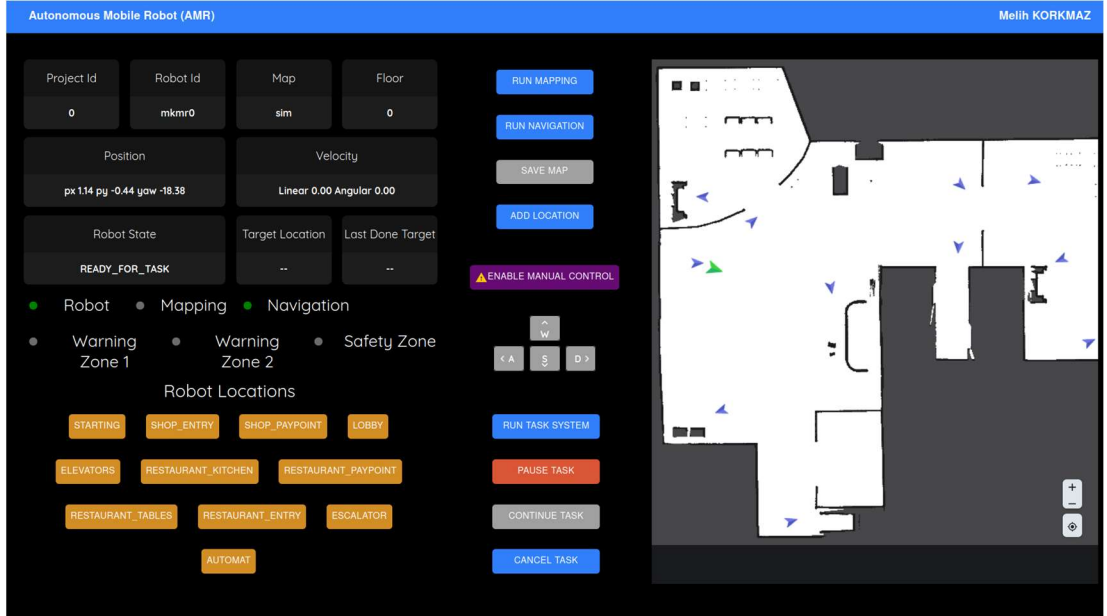 Autonomous Mobile Robot (AMR)
Melih KORKMAZ
Project Id
Robot Id
Map
Floor
0
mkmr0
sim
0
Position
Velocity
px 1.14 py -0.44 yaw -18.38
Linear 0.00 Angular 0.00
Robot State
Target Location
Last Done Target
READY_FOR_TASK
--
--
Robot
Mapping
Navigation
Warning
Zone 1
Warning
Zone 2
Safety Zone
Robot Locations
STARTING
SHOP_ENTRY
SHOP_PAYPOINT
LOBBY
ELEVATORS
RESTAURANT_KITCHEN
RESTAURANT_PAYPOINT
RESTAURANT_TABLES
RESTAURANT_ENTRY
ESCALATOR
AUTOMAT
RUN MAPPING
RUN NAVIGATION
SAVE MAP
ADD LOCATION
ENABLE MANUAL CONTROL
^
W
< A
S
D >
RUN TASK SYSTEM
PAUSE TASK
CONTINUE TASK
CANCEL TASK
+
−